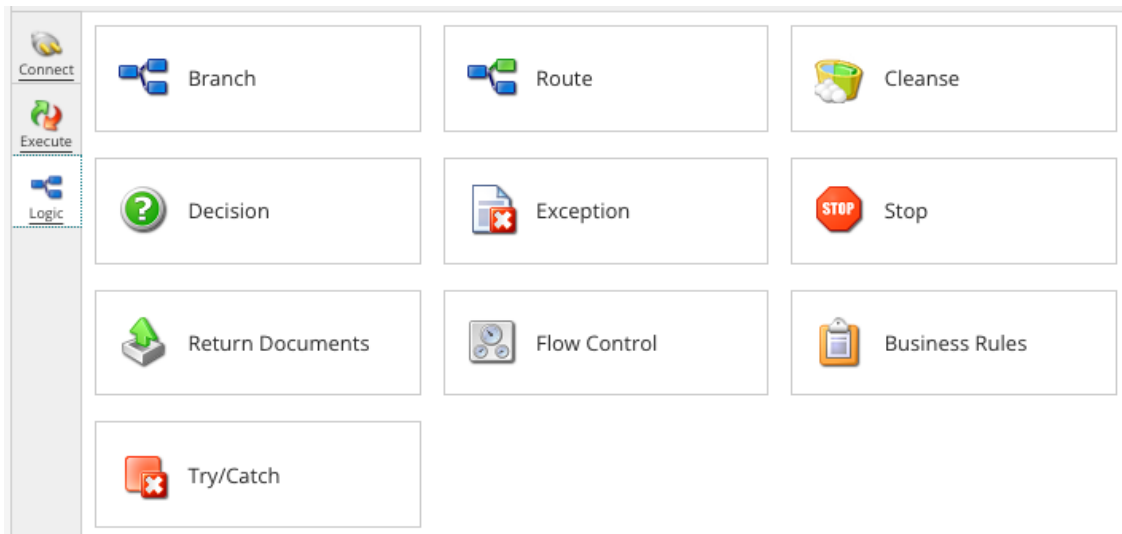 Connect
Execute
Logic
Branch
Route
Cleanse
Decision
Exception
STOP
Stop
Return Documents
Flow Control
Business Rules
Try/Catch